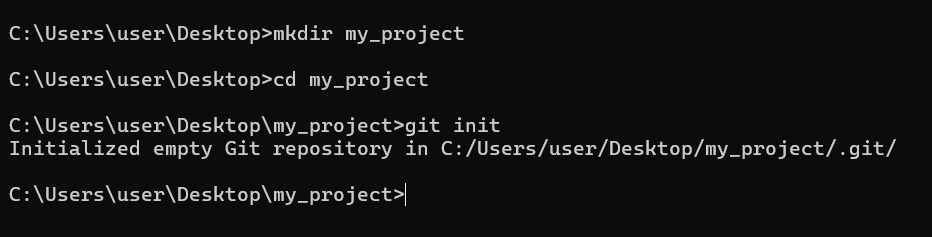 C:\Users\user\Desktop>mkdir my_project
C:\Users\user\Desktop>cd my_project
C:\Users\user\Desktop\my_project>git init
Initialized empty Git repository in C:/Users/user/Desktop/my_project/.git/
C:\Users\user\Desktop\my_project>